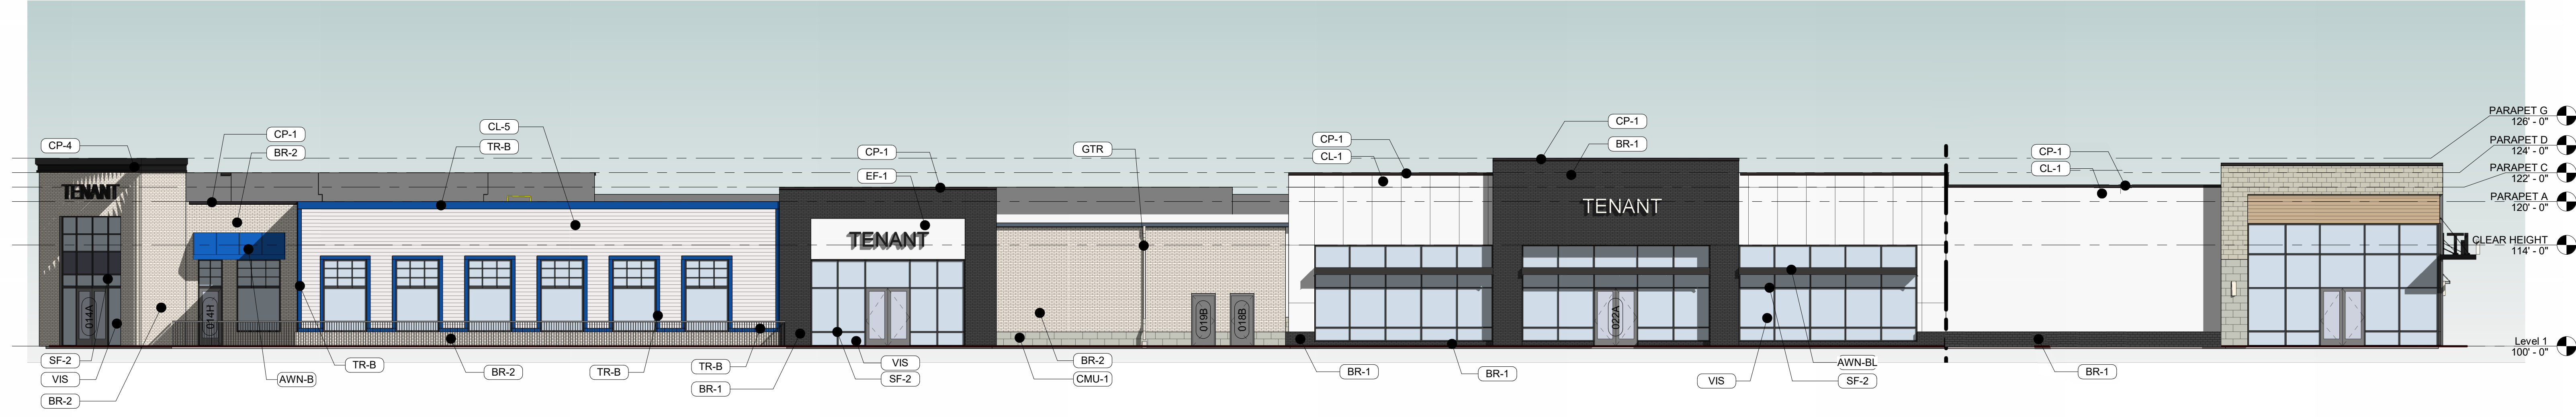 CP-4
CP-1
BR-2
CL-5
TR-B
CP-1
EF-1
GTR
CP-1
CL-1
CP-1
BR-1
CP-1
CL-1
PARAPET G
126' - 0"
PARAPET D
124' - 0"
PARAPET C
122' - 0"
PARAPET A
120' - 0"
CLEAR HEIGHT
114' - 0"
Level 1
100' - 0"
TENANT
TENANT
TENANT
014A
014H
019B
018B
022A
SF-2
VIS
BR-2
AWN-B
TR-B
BR-2
TR-B
TR-B
BR-1
VIS
SF-2
BR-2
CMU-1
BR-1
BR-1
VIS
AWN-BL
SF-2
BR-1